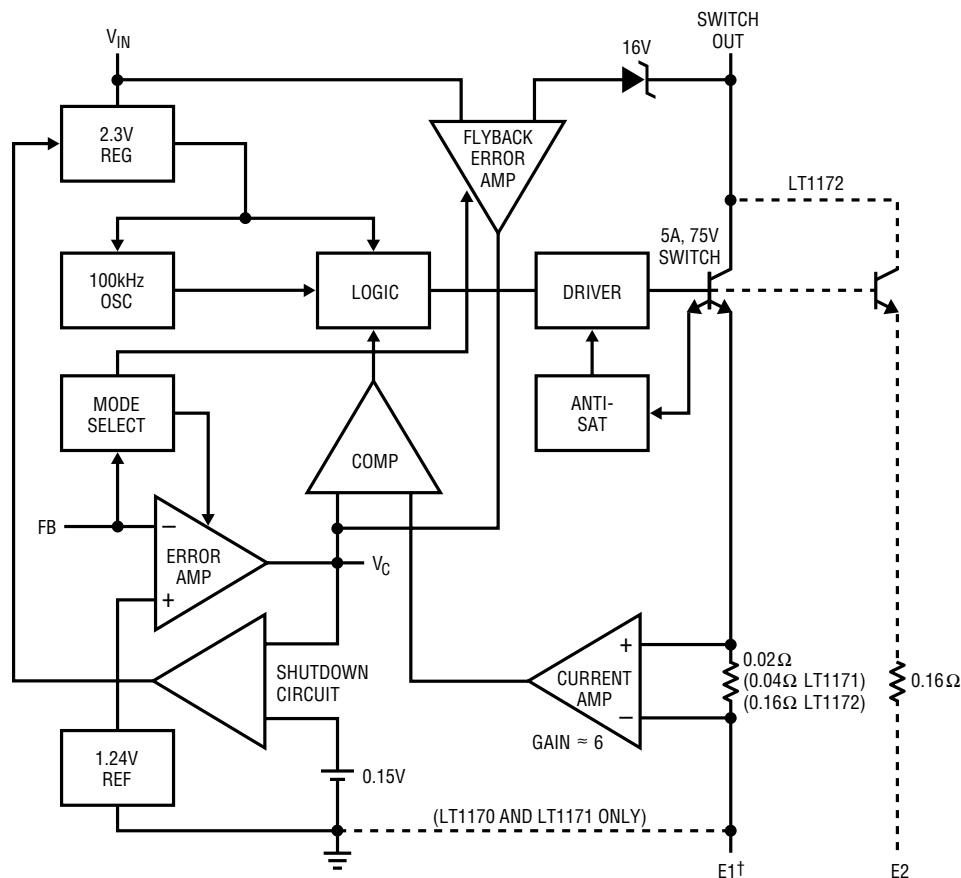 SWITCH
OUT
V_IN
16V
2.3V
REG
FLYBACK
ERROR
AMP
LT1172
5A, 75V
SWITCH
100kHz
OSC
LOGIC
DRIVER
MODE
SELECT
ANTI-
SAT
COMP
FB
–
ERROR
AMP
+
V_C
SHUTDOWN
CIRCUIT
+
CURRENT
AMP
–
GAIN ≈ 6
0.02Ω
(0.04Ω LT1171)
(0.16Ω LT1172)
0.16Ω
1.24V
REF
0.15V
(LT1170 AND LT1171 ONLY)
E1†
E2